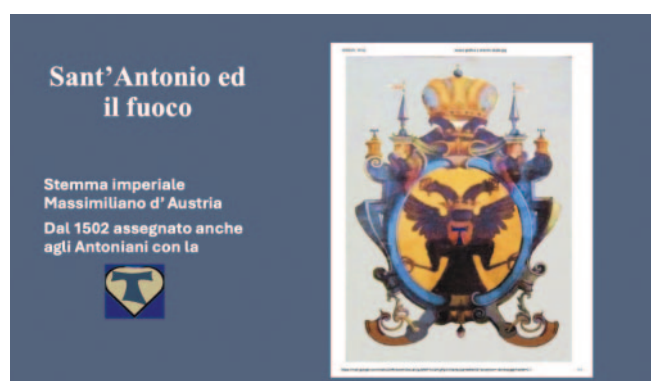 Sant'Antonio ed
il fuoco
Stemma imperiale
Massimiliano d' Austria
Dal 1502 assegnato anche
agli Antoniani con la